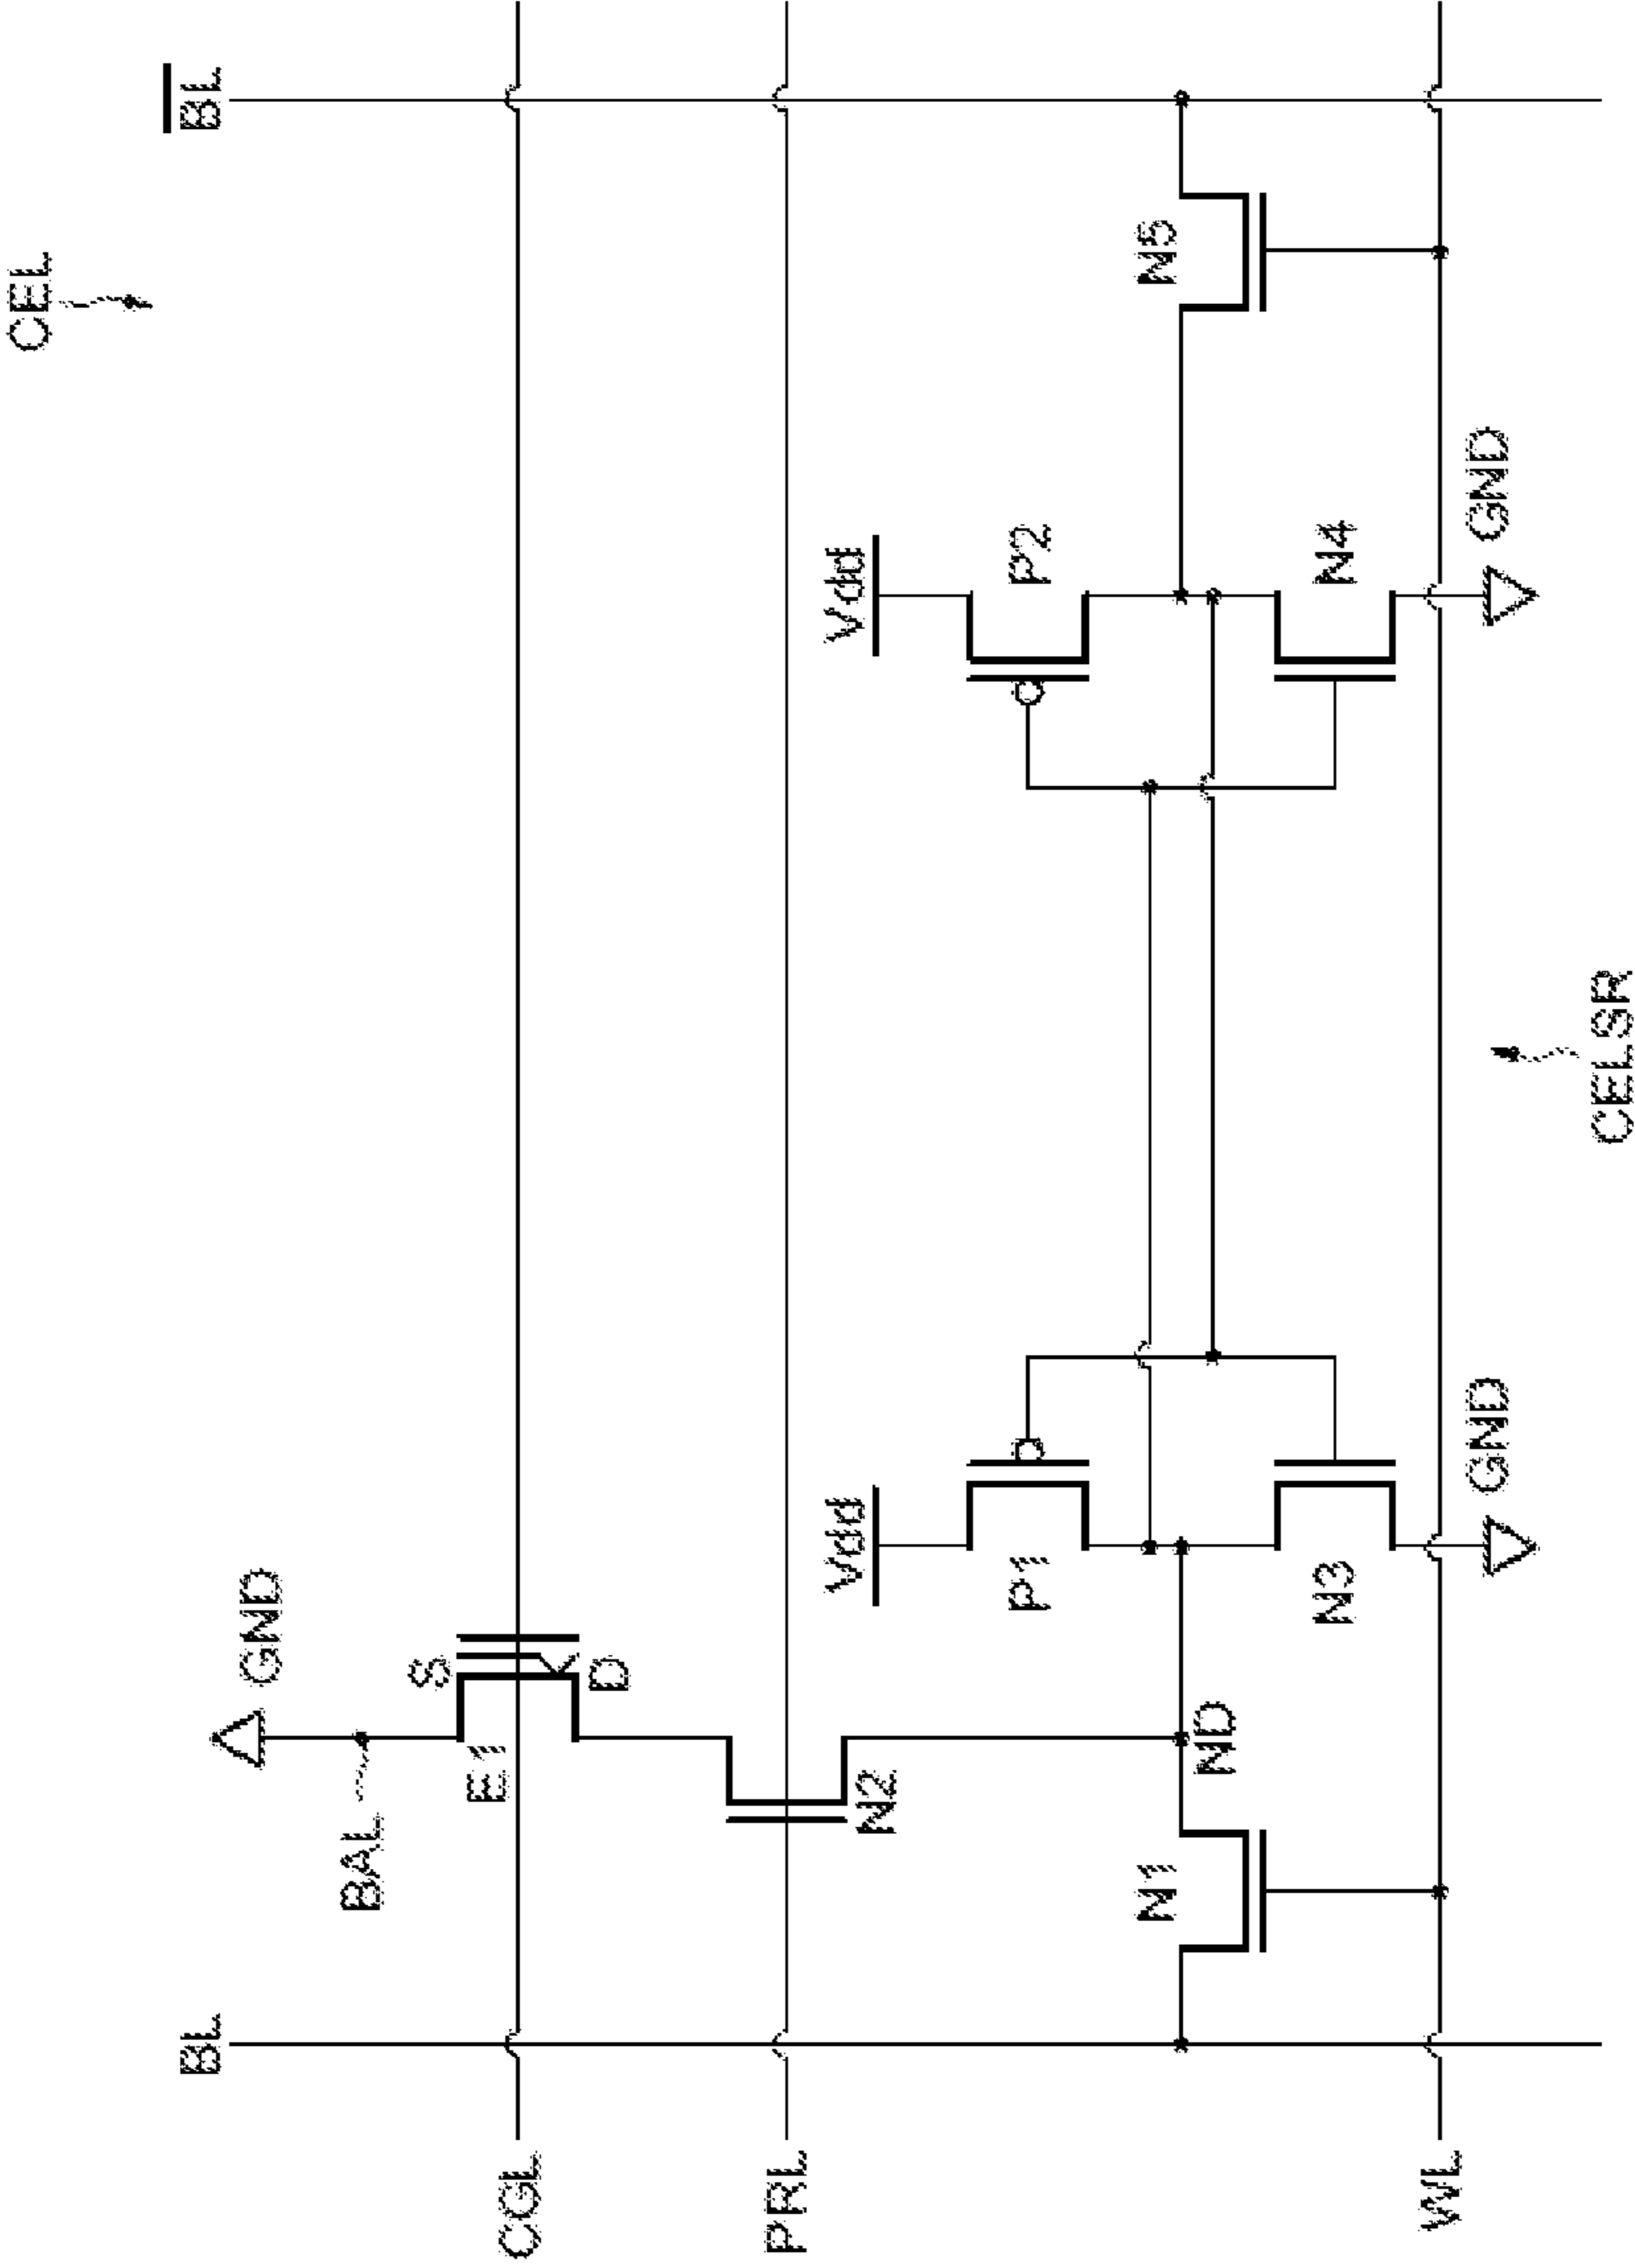 CEL
BL
BL
GND
BAL
S
E1
D
CGL
N2
PRL
Vdd
Vdd
P1
P2
ND
N1
N5
N3
N4
GND
GND
WL
CELSR